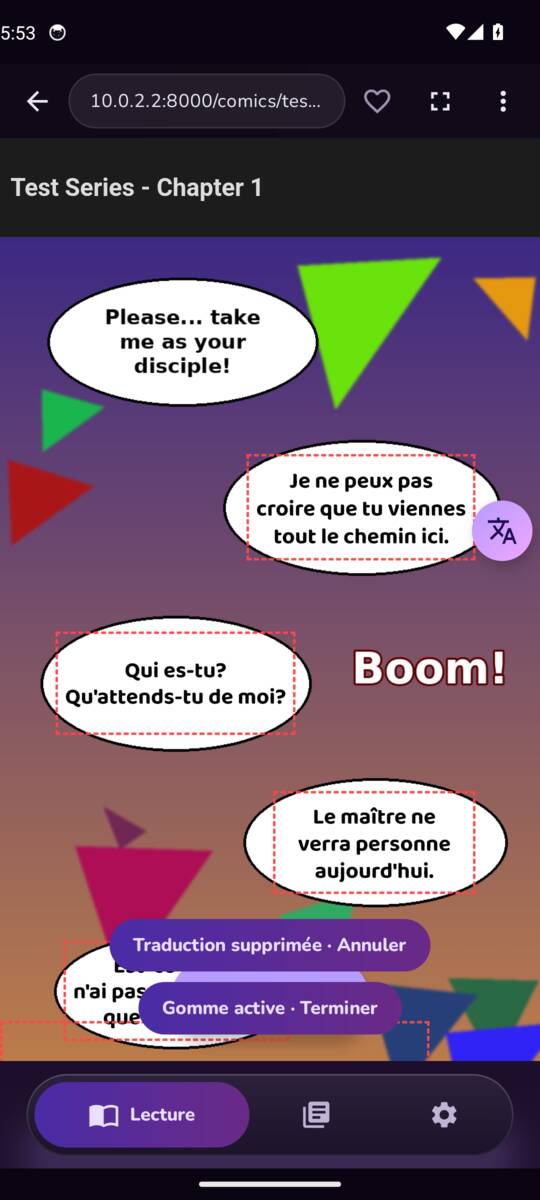 5:53
10.0.2.2:8000/comics/tes...
Test Series - Chapter 1
Please... take
me as your
disciple!
Je ne peux pas
croire que tu viennes
tout le chemin ici.
Qui es-tu?
Qu'attends-tu de moi?
Boom!
Le maître ne
verra personne
aujourd'hui.
Traduction supprimée · Annuler
n'ai pas
que
Gomme active · Terminer
Lecture